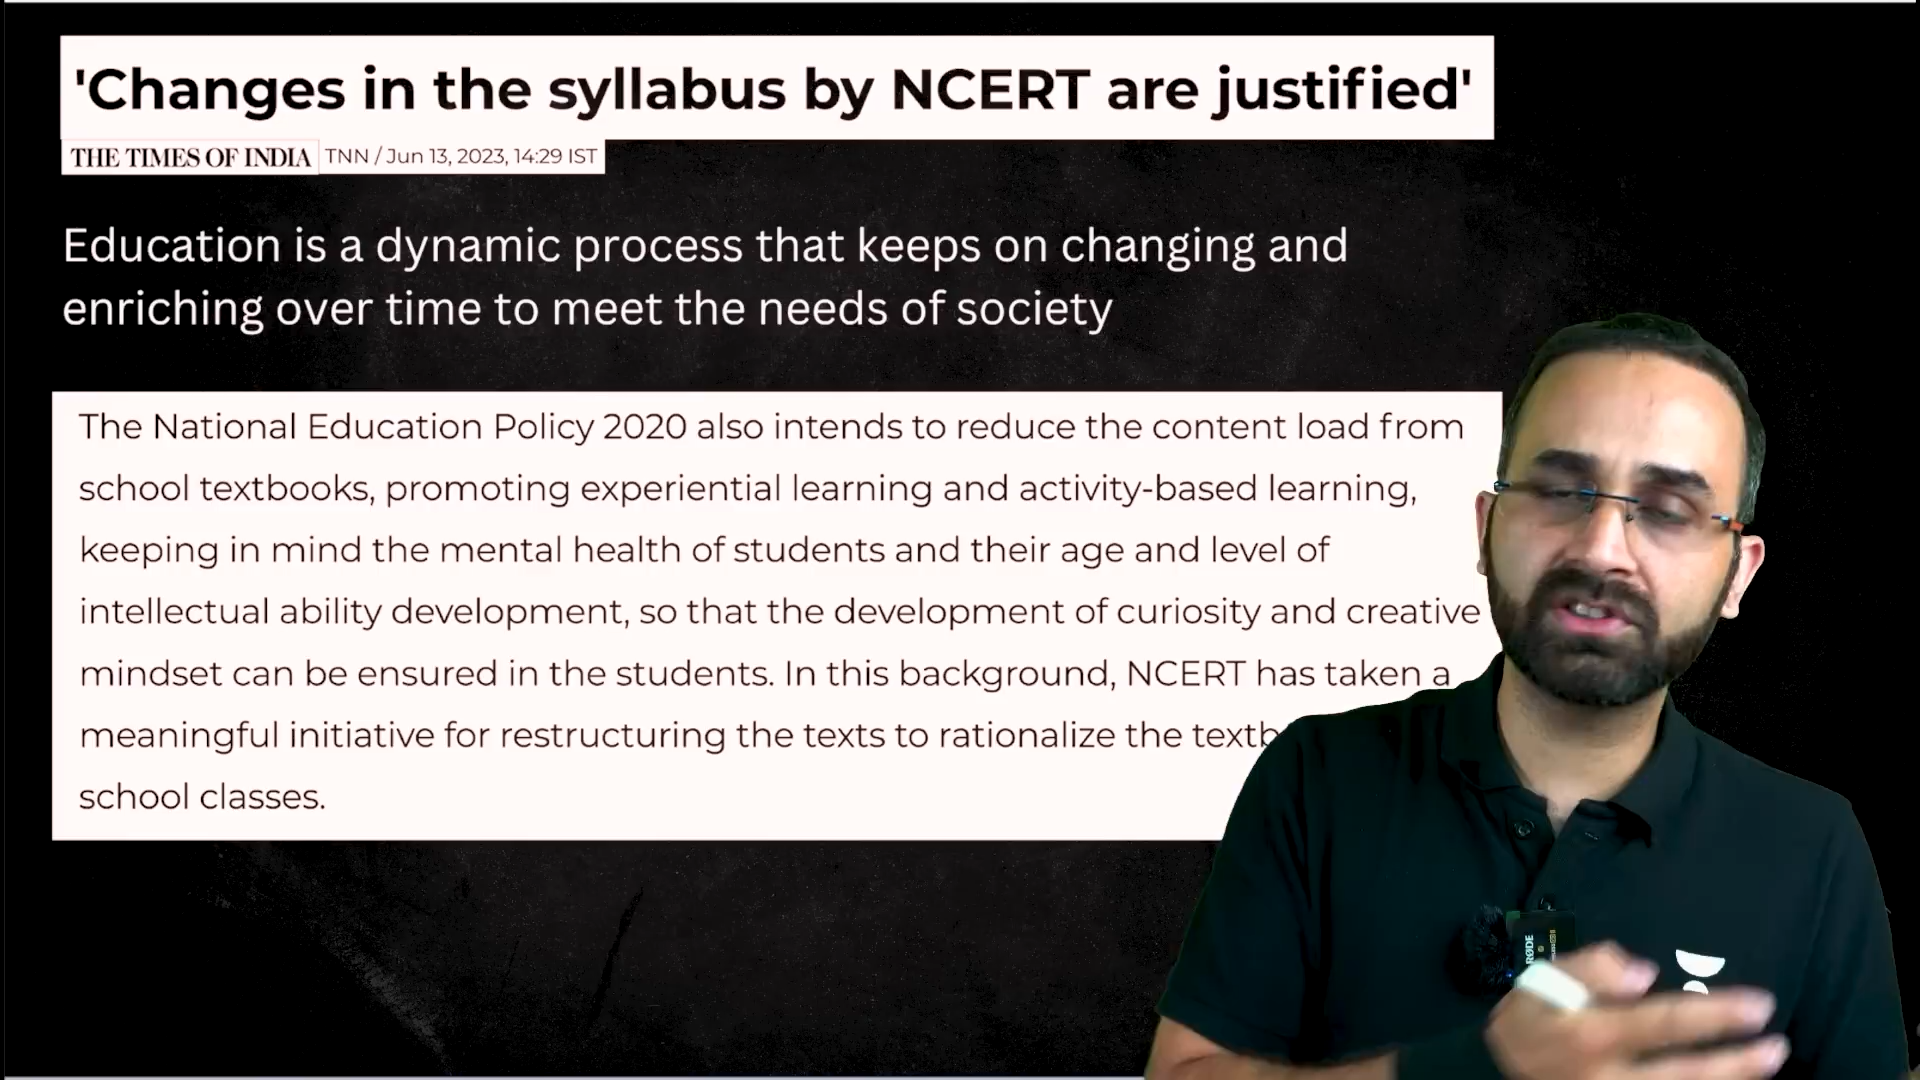 'Changes in the syllabus by NCERT are justified'
THE TIMES OF INDIA TNN / Jun 13, 2023, 14:29 IST
Education is a dynamic process that keeps on changing and
enriching over time to meet the needs of society
The National Education Policy 2020 also intends to reduce the content load from
school textbooks, promoting experiential learning and activity-based learning,
keeping in mind the mental health of students and their age and level of
intellectual ability development, so that the development of curiosity and creative
mindset can be ensured in the students. In this background, NCERT has taken a
meaningful initiative for restructuring the texts to rationalize the
school classes.
RØDE